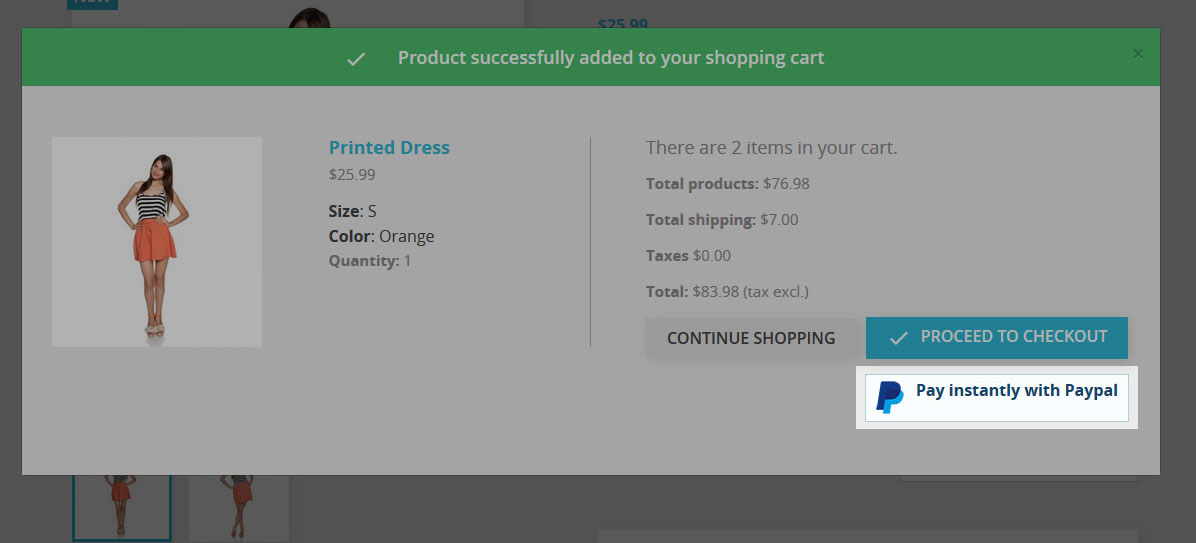 NEW
$25.99
Product successfully added to your shopping cart
×
Printed Dress
$25.99
Size: S
Color: Orange
Quantity: 1
There are 2 items in your cart.
Total products: $76.98
Total shipping: $7.00
Taxes $0.00
Total: $83.98 (tax excl.)
CONTINUE SHOPPING
PROCEED TO CHECKOUT
Pay instantly with Paypal